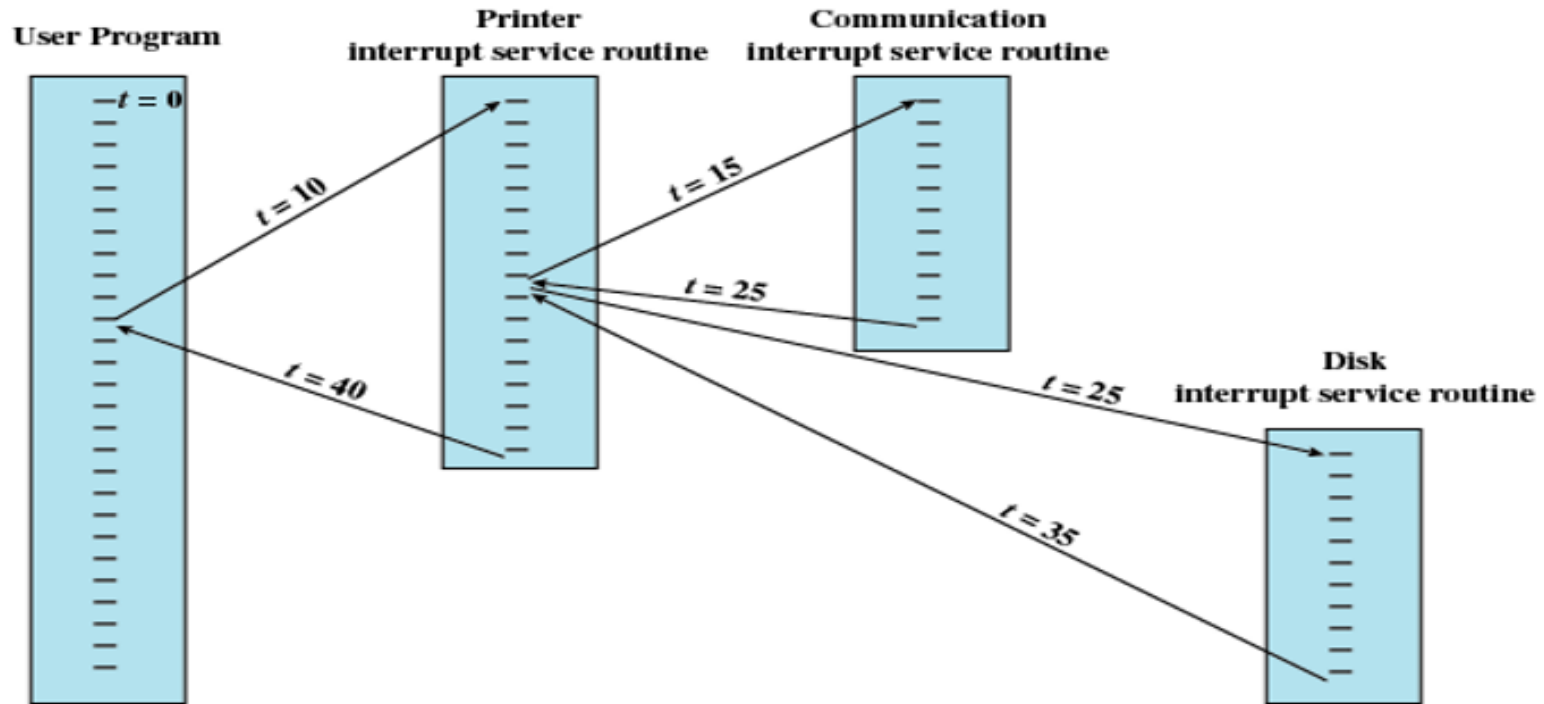 User Program
Printer
interrupt service routine
Communication
interrupt service routine
t = 0
t = 10
t = 15
t = 25
t = 40
t = 25
Disk
interrupt service routine
t = 35